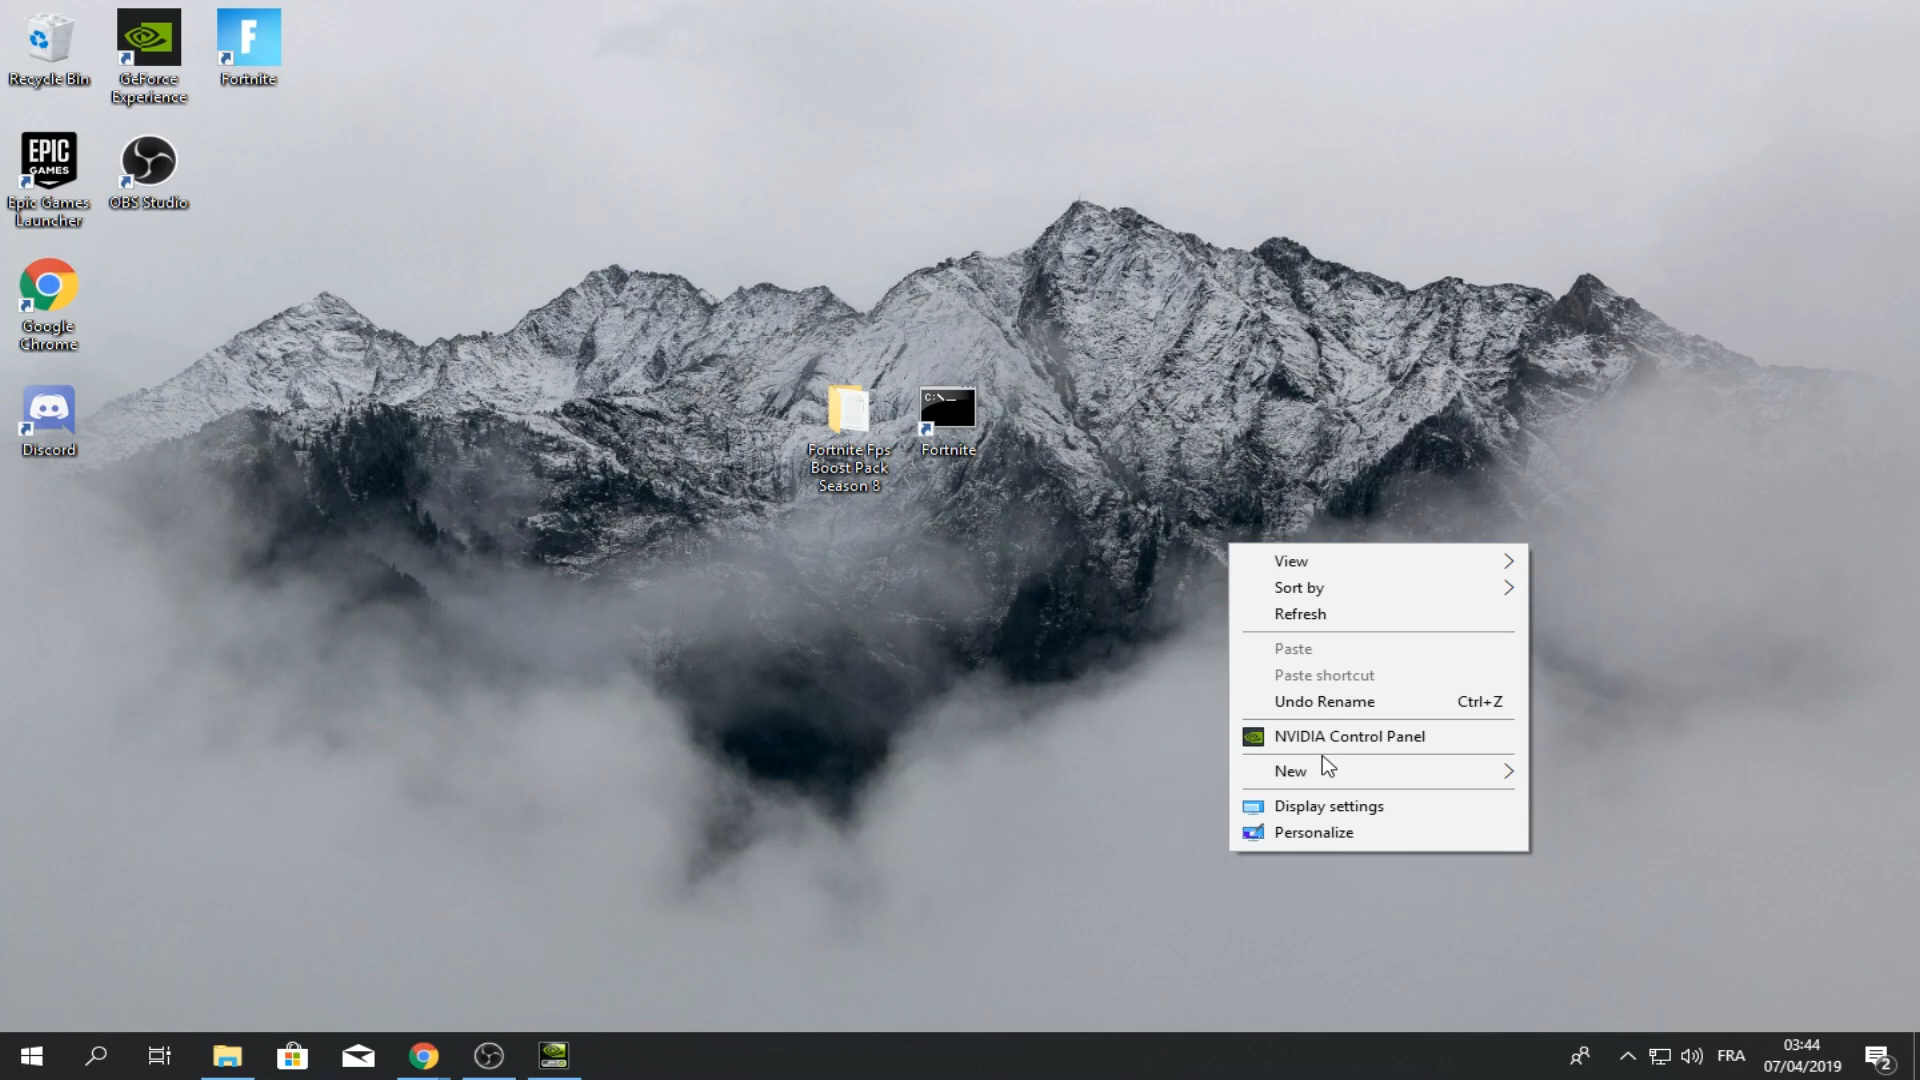 Recycle Bin
GeForce
Experience
F
Fortnite
EPIC
GAMES
Epic Games
Launcher
OBS Studio
Google
Chrome
Discord
Fortnite Fps
Boost Pack
Season 8
C:\_
Fortnite
View
Sort by
Refresh
Paste
Paste shortcut
Undo Rename Ctrl+Z
NVIDIA Control Panel
New
Display settings
Personalize
FRA
03:44
07/04/2019
2